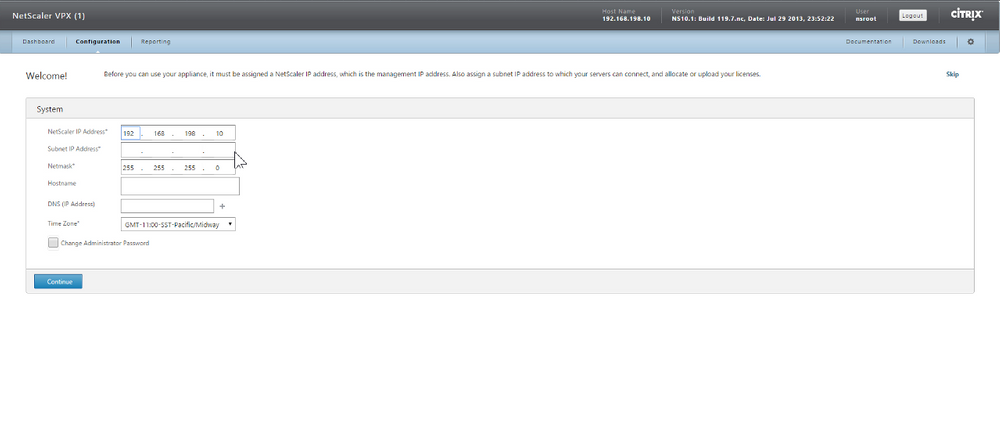 NetScaler VPX (1)
Host Name
192.168.198.10
Version
NS10.1: Build 119.7.nc, Date: Jul 29 2013, 23:52:22
User
nsroot
Logout
CITRIX
Dashboard Configuration Reporting Documentation Downloads
Welcome! Before you can use your appliance, it must be assigned a NetScaler IP address, which is the management IP address. Also assign a subnet IP address to which your servers can connect, and allocate or upload your licenses. Skip
System
NetScaler IP Address* 192 . 168 . 198 . 10
Subnet IP Address* . . .
Netmask* 255 . 255 . 255 . 0
Hostname
DNS (IP Address) +
Time Zone* GMT-11:00-SST-Pacific/Midway
Change Administrator Password
Continue